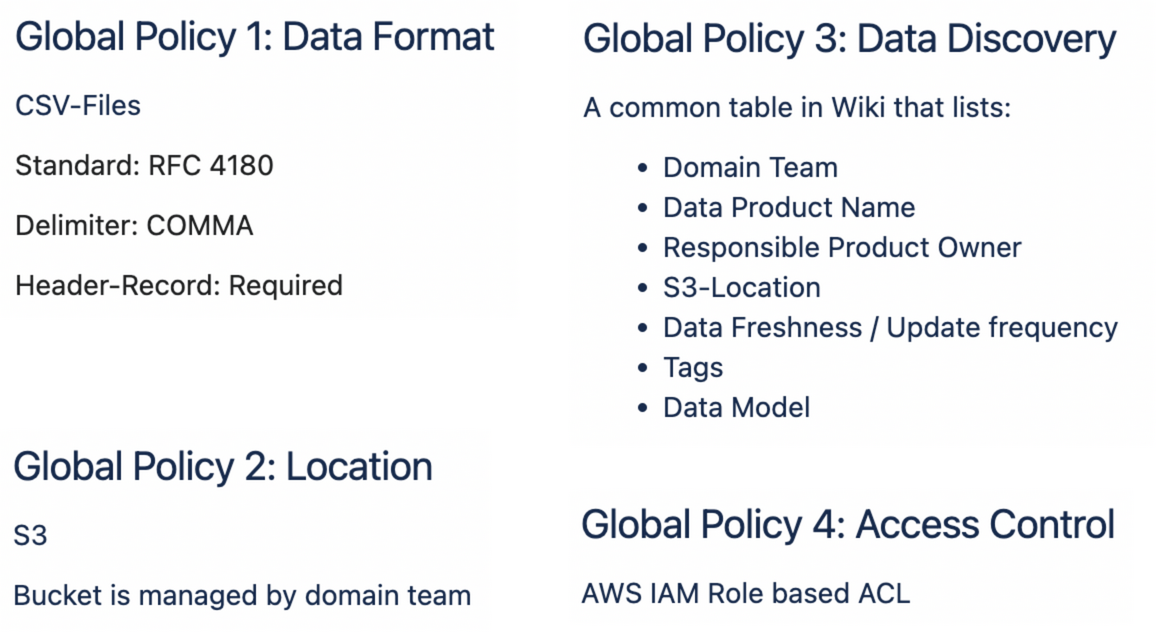 Global Policy 1: Data Format
CSV-Files
Standard: RFC 4180
Delimiter: COMMA
Header-Record: Required
Global Policy 2: Location
S3
Bucket is managed by domain team
Global Policy 3: Data Discovery
A common table in Wiki that lists:
• Domain Team
• Data Product Name
• Responsible Product Owner
• S3-Location
• Data Freshness / Update frequency
• Tags
• Data Model
Global Policy 4: Access Control
AWS IAM Role based ACL